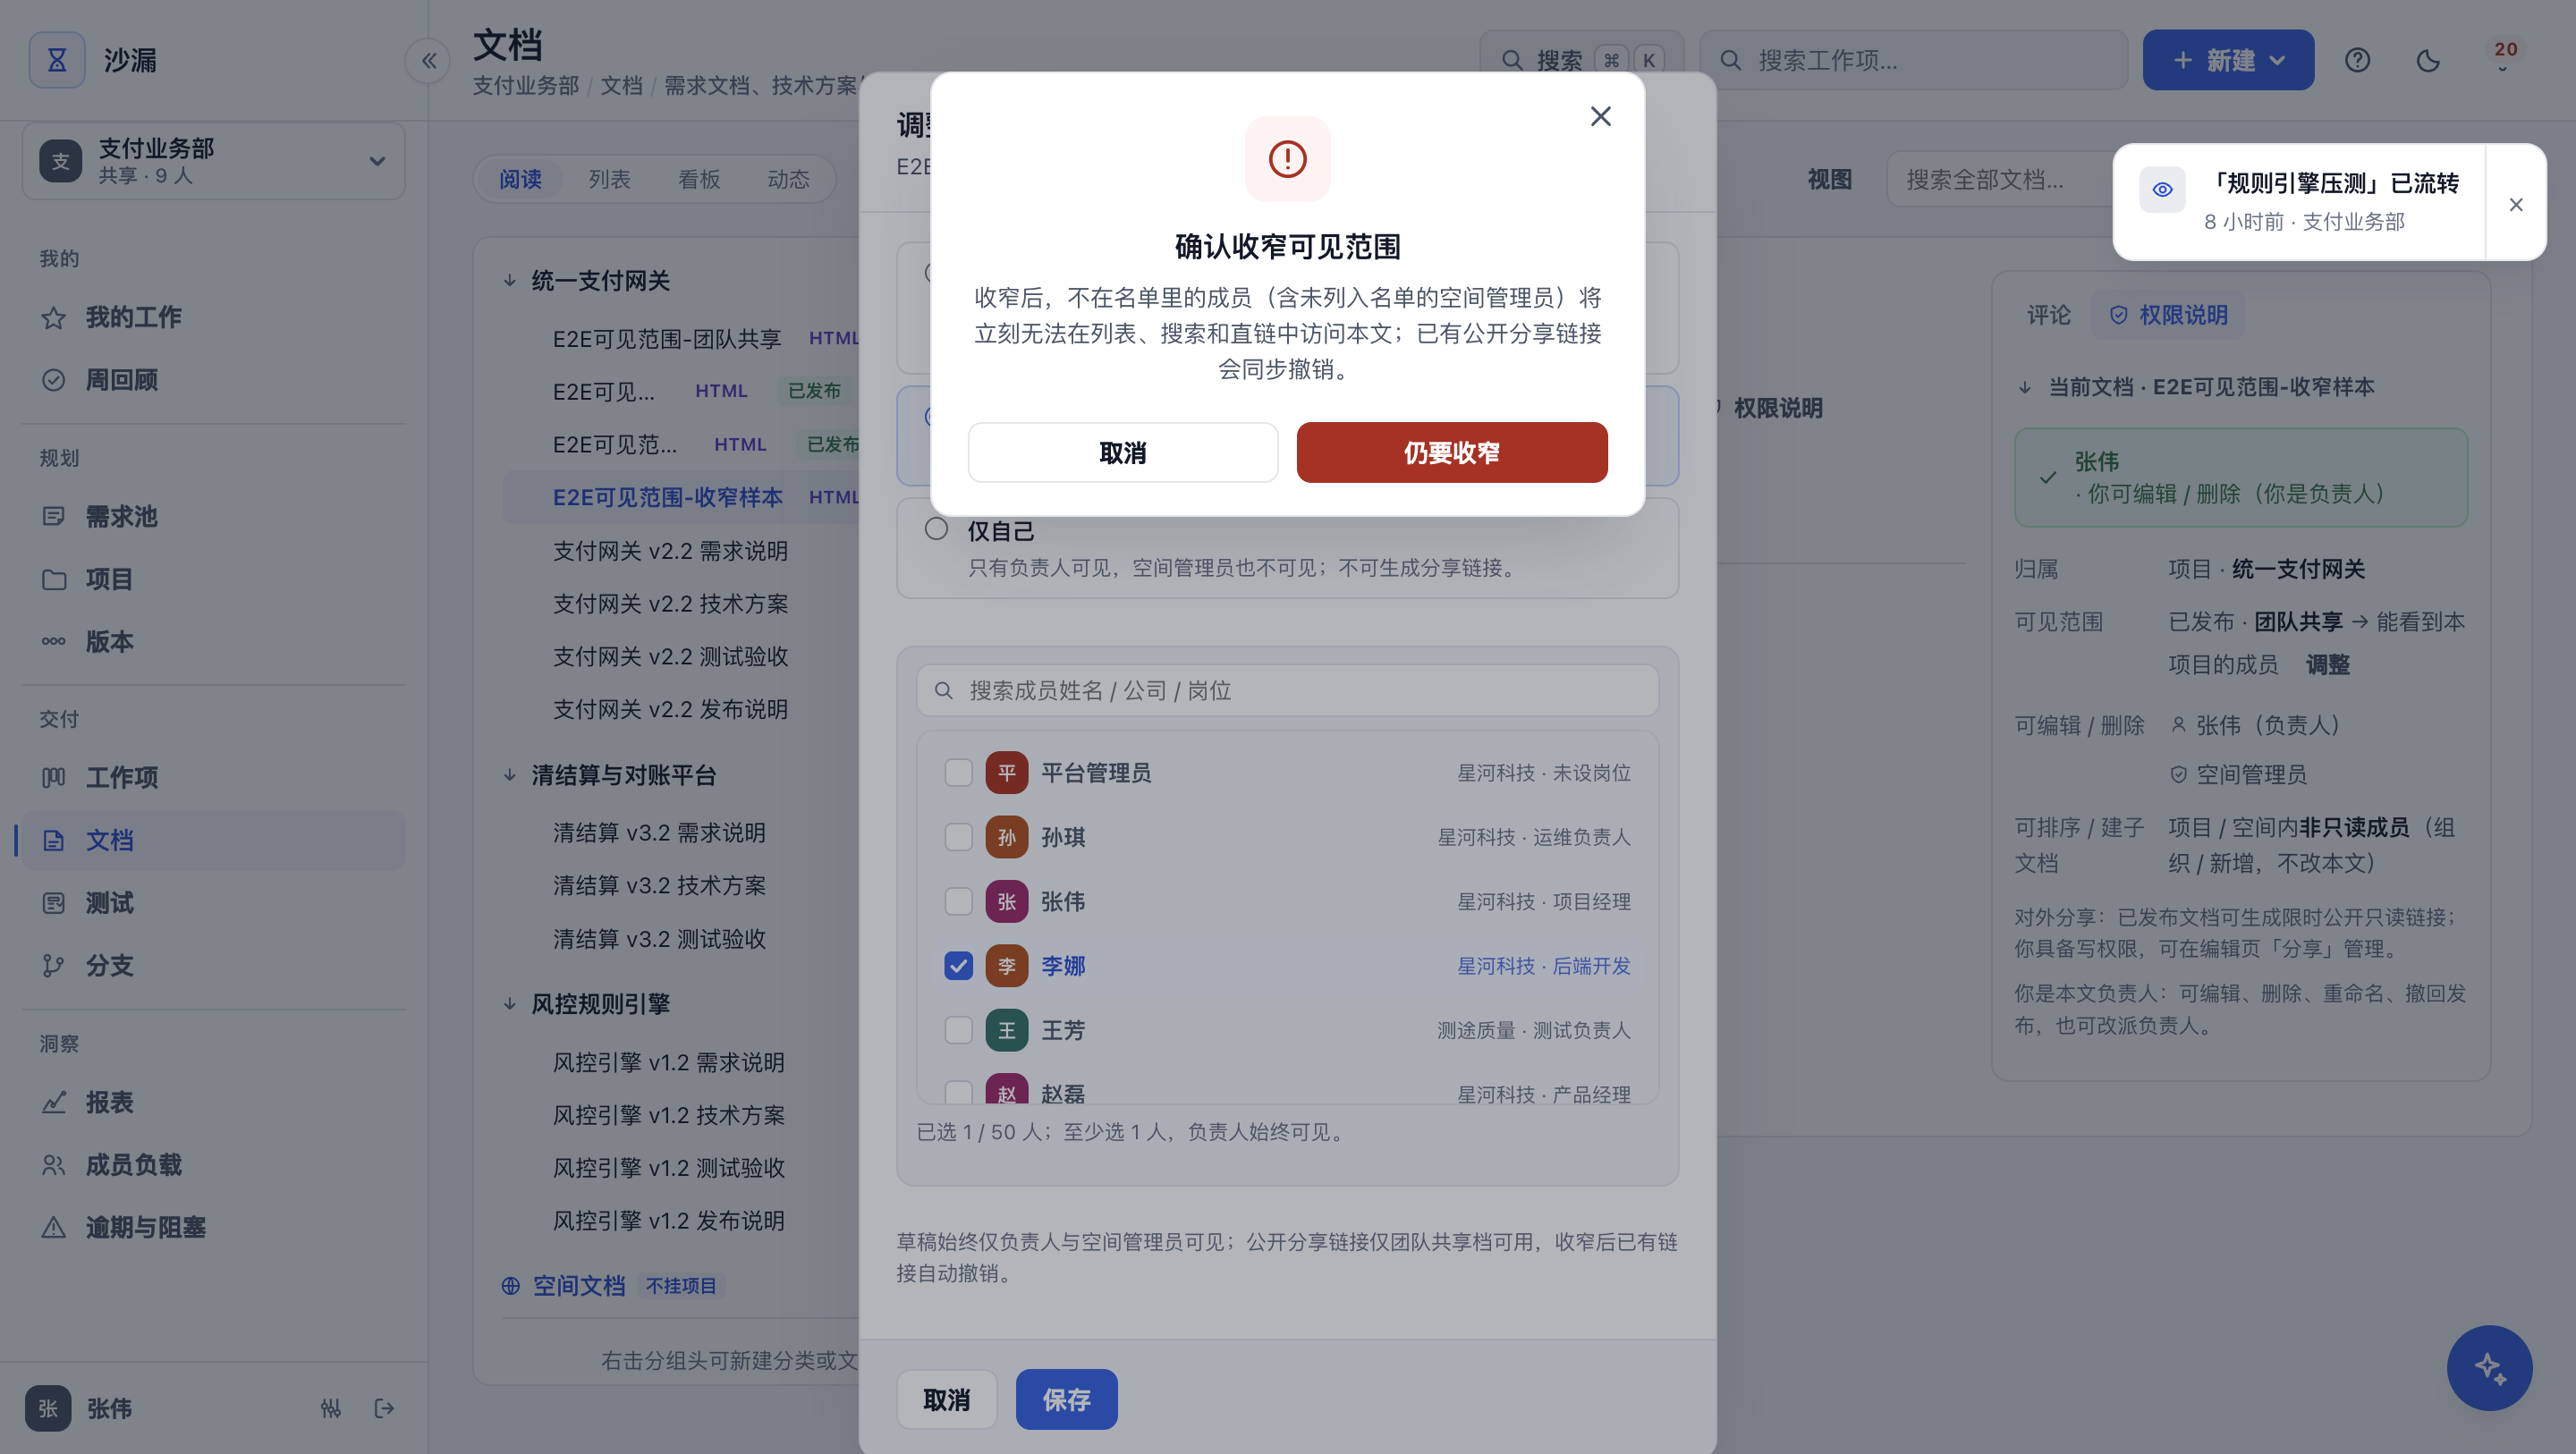 沙漏
支
支付业务部
共享 · 9 人
我的
我的工作
周回顾
规划
需求池
项目
版本
交付
工作项
文档
测试
分支
洞察
报表
成员负载
逾期与阻塞
张
张伟
文档
支付业务部 / 文档 / 需求文档、技术方案
搜索 ⌘ K
搜索工作项...
新建
20
阅读 列表 看板 动态
视图
搜索全部文档...
统一支付网关
E2E可见范围-团队共享 HTML
E2E可见... HTML 已发布
E2E可见范... HTML 已发布
E2E可见范围-收窄样本 HTML
支付网关 v2.2 需求说明
支付网关 v2.2 技术方案
支付网关 v2.2 测试验收
支付网关 v2.2 发布说明
清结算与对账平台
清结算 v3.2 需求说明
清结算 v3.2 技术方案
清结算 v3.2 测试验收
风控规则引擎
风控引擎 v1.2 需求说明
风控引擎 v1.2 技术方案
风控引擎 v1.2 测试验收
风控引擎 v1.2 发布说明
空间文档 不挂项目
右击分组头可新建分类或文
调
E2E
确认收窄可见范围
收窄后，不在名单里的成员（含未列入名单的空间管理员）将
立刻无法在列表、搜索和直链中访问本文；已有公开分享链接
会同步撤销。
取消
仍要收窄
仅自己
只有负责人可见，空间管理员也不可见；不可生成分享链接。
搜索成员姓名 / 公司 / 岗位
平 平台管理员 星河科技 · 未设岗位
孙 孙琪 星河科技 · 运维负责人
张 张伟 星河科技 · 项目经理
李 李娜 星河科技 · 后端开发
王 王芳 测途质量 · 测试负责人
赵 赵磊 星河科技 · 产品经理
已选 1 / 50 人；至少选 1 人，负责人始终可见。
草稿始终仅负责人与空间管理员可见；公开分享链接仅团队共享档可用，收窄后已有链
接自动撤销。
取消
保存
权限说明
「规则引擎压测」已流转
8 小时前 · 支付业务部
评论
权限说明
当前文档 · E2E可见范围-收窄样本
张伟
· 你可编辑 / 删除（你是负责人）
归属 项目 · 统一支付网关
可见范围 已发布 · 团队共享 → 能看到本
项目的成员 调整
可编辑 / 删除 张伟（负责人）
空间管理员
可排序 / 建子 项目 / 空间内非只读成员（组
文档 织 / 新增，不改本文）
对外分享：已发布文档可生成限时公开只读链接；
你具备写权限，可在编辑页「分享」管理。
你是本文负责人：可编辑、删除、重命名、撤回发
布，也可改派负责人。